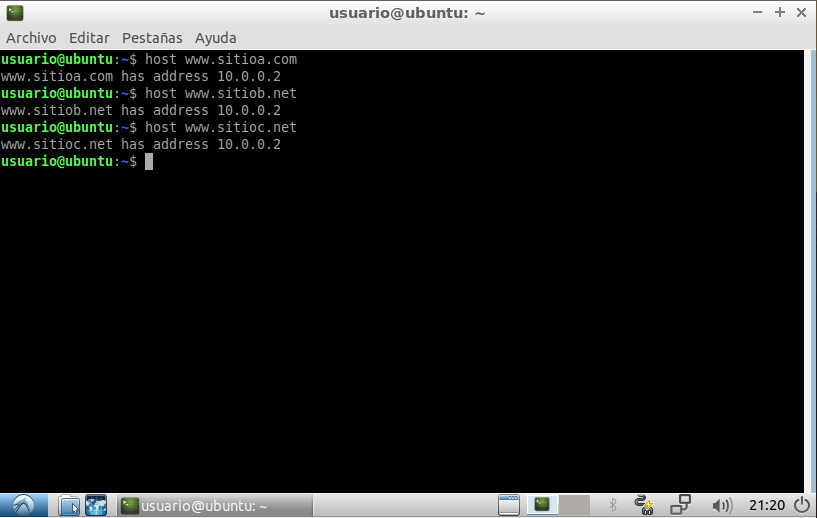 usuario@ubuntu: ~
Archivo Editar Pestañas Ayuda
usuario@ubuntu:~$ host www.sitioa.com
www.sitioa.com has address 10.0.0.2
usuario@ubuntu:~$ host www.sitiob.net
www.sitiob.net has address 10.0.0.2
usuario@ubuntu:~$ host www.sitioc.net
www.sitioc.net has address 10.0.0.2
usuario@ubuntu:~$
usuario@ubuntu: ~ 21:20